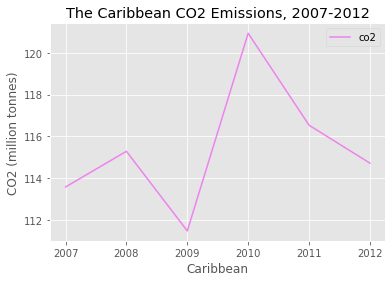 The Caribbean CO2 Emissions, 2007-2012
co2
CO2 (million tonnes)
120
118
116
114
112
2007 2008 2009 2010 2011 2012
Caribbean